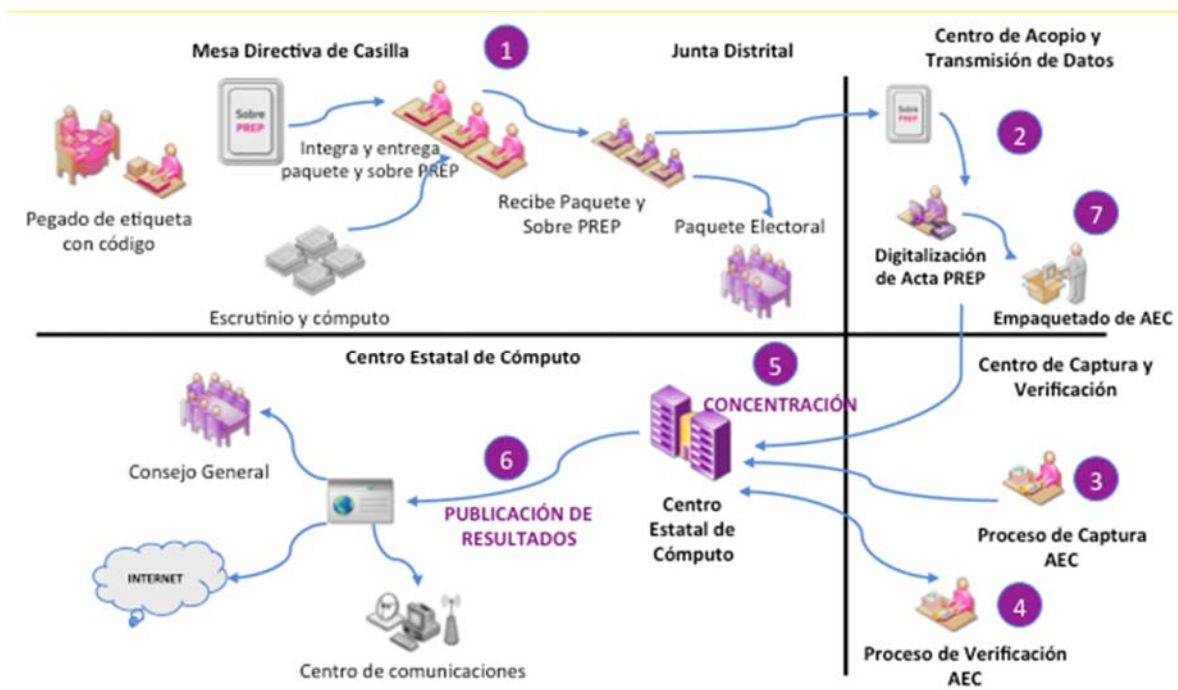 Mesa Directiva de Casilla
1
Junta Distrital
Centro de Acopio y
Transmisión de Datos
Sobre
PREP
Sobre
PREP
2
Integra y entrega
paquete y sobre PREP
Recibe Paquete y
Sobre PREP
Pegado de etiqueta
con código
Paquete Electoral
7
Digitalización
de Acta PREP
Escrutinio y cómputo
Empaquetado de AEC
Centro Estatal de Cómputo
5
CONCENTRACIÓN
Centro de Captura y
Verificación
Consejo General
6
PUBLICACIÓN DE
RESULTADOS
Centro
Estatal de
Cómputo
3
Proceso de Captura
AEC
INTERNET
4
Centro de comunicaciones
Proceso de Verificación
AEC